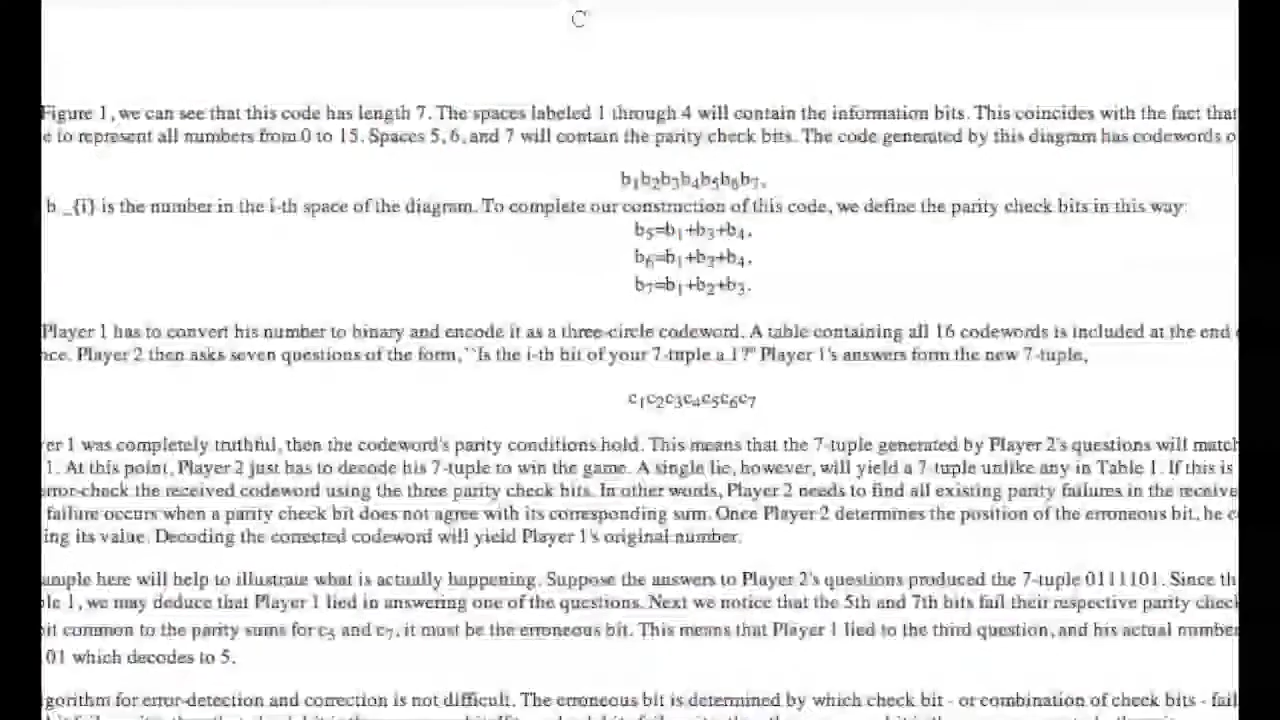 C
Figure 1, we can see that this code has length 7. The spaces labeled 1 through 4 will contain the information bits. This coincides with the fact that
e to represent all numbers from 0 to 15. Spaces 5, 6, and 7 will contain the parity check bits. The code generated by this diagram has codewords o
b1b2b3b4b5b6b7,
b _{i} is the number in the i-th space of the diagram. To complete our construction of this code, we define the parity check bits in this way:
b5=b1+b3+b4,
b6=b1+b2+b4,
b7=b1+b2+b3.
Player 1 has to convert his number to binary and encode it as a three-circle codeword. A table containing all 16 codewords is included at the end
nce. Player 2 then asks seven questions of the form,``Is the i-th bit of your 7-tuple a 1?" Player 1's answers form the new 7-tuple,
c1c2c3c4c5c6c7
er 1 was completely truthful, then the codeword's parity conditions hold. This means that the 7-tuple generated by Player 2's questions will match
1. At this point, Player 2 just has to decode his 7-tuple to win the game. A single lie, however, will yield a 7-tuple unlike any in Table 1. If this is
error-check the received codeword using the three parity check bits. In other words, Player 2 needs to find all existing parity failures in the receive
failure occurs when a parity check bit does not agree with its corresponding sum. Once Player 2 determines the position of the erroneous bit, he c
ing its value. Decoding the corrected codeword will yield Player 1's original number.
ample here will help to illustrate what is actually happening. Suppose the answers to Player 2's questions produced the 7-tuple 0111101. Since th
ble 1, we may deduce that Player 1 lied in answering one of the questions. Next we notice that the 5th and 7th bits fail their respective parity check
bit common to the parity sums for c5 and c7, it must be the erroneous bit. This means that Player 1 lied to the third question, and his actual number
01 which decodes to 5.
gorithm for error-detection and correction is not difficult. The erroneous bit is determined by which check bit - or combination of check bits - fail